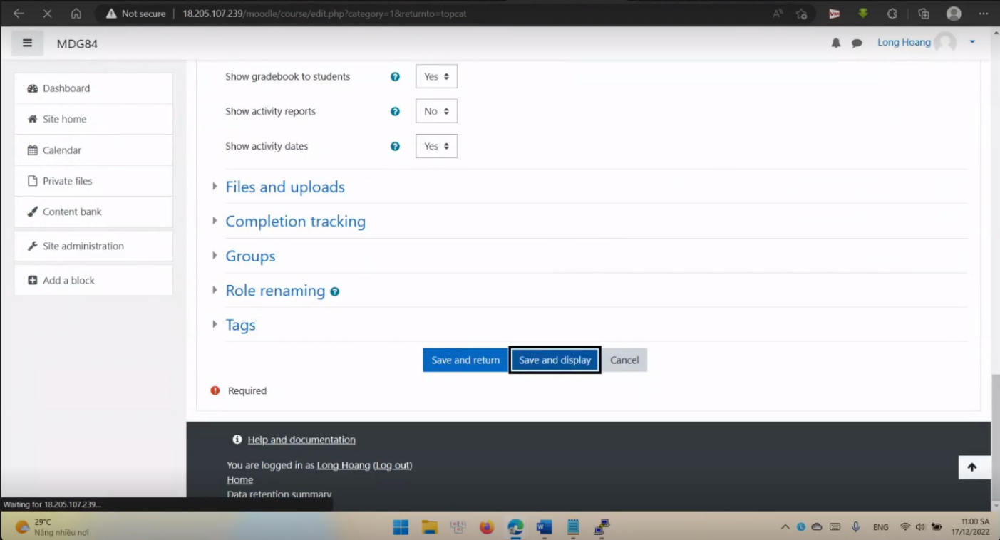 Not secure
18.205.107.239/moodle/course/edit.php?category=1&returnto=topcat
MDG84
Long Hoang
Dashboard
Site home
Calendar
Private files
Content bank
Site administration
Add a block
Show gradebook to students Yes
Show activity reports No
Show activity dates Yes
Files and uploads
Completion tracking
Groups
Role renaming
Tags
Save and return Save and display Cancel
Required
Help and documentation
You are logged in as Long Hoang (Log out)
Home
Data retention summary
Waiting for 18.205.107.239...
29°C
Nắng nhiều nơi
ENG
11:00 SA
17/12/2022